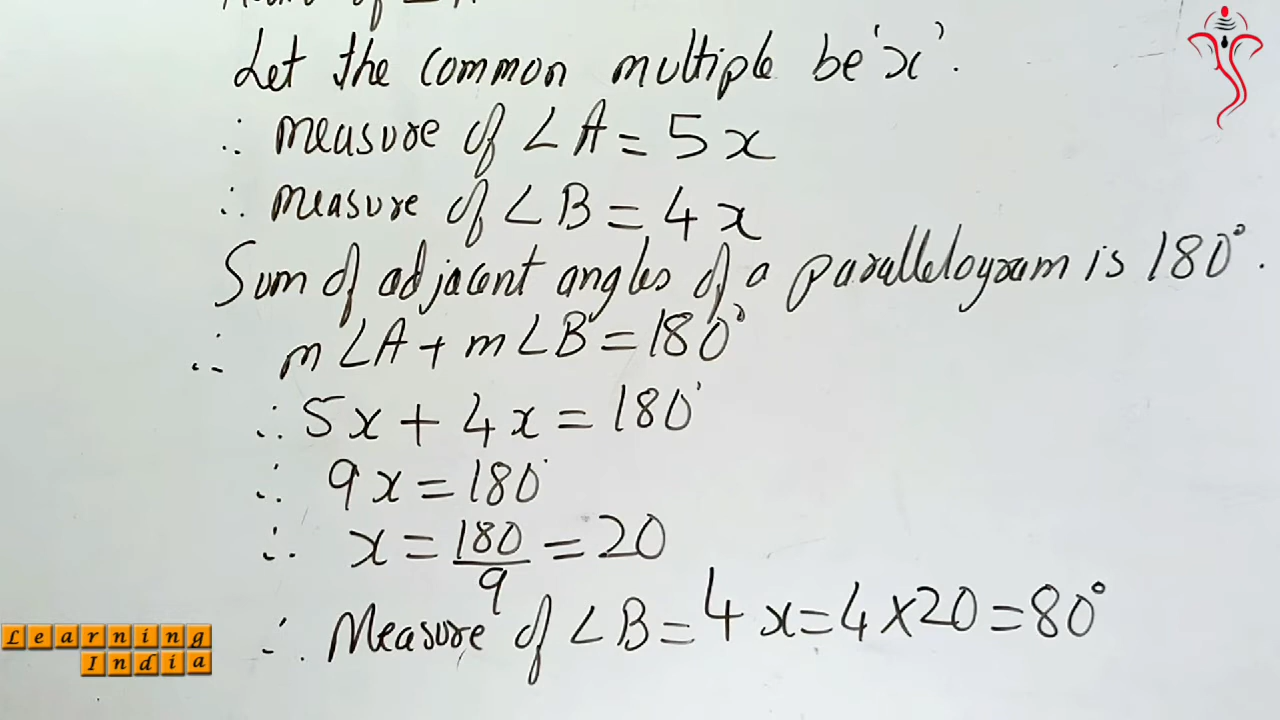 of ∠A
Let the common multiple be 'x'.
∴ measure of ∠A = 5x
∴ measure of ∠B = 4x
Sum of adjacent angles of a parallelogram is 180°.
∴ m∠A + m∠B = 180°
∴ 5x + 4x = 180°
∴ 9x = 180°
∴ x = 180/9 = 20
∴ Measure of ∠B = 4x = 4 × 20 = 80°
Learning
India